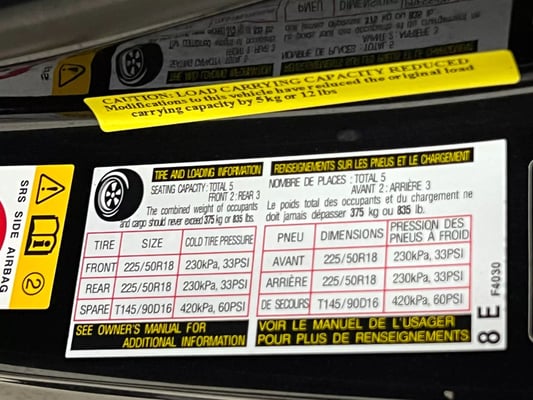 CAUTION: LOAD CARRYING CAPACITY REDUCED
Modifications to this vehicle have reduced the original load
carrying capacity by 5 kg or 12 lbs
TIRE AND LOADING INFORMATION
SEATING CAPACITY: TOTAL 5
FRONT 2: REAR 3
The combined weight of occupants
and cargo should never exceed 375 kg or 835 lbs.
TIRE SIZE COLD TIRE PRESSURE
FRONT 225/50R18 230kPa, 33PSI
REAR 225/50R18 230kPa, 33PSI
SPARE T145/90D16 420kPa, 60PSI
SEE OWNER'S MANUAL FOR
ADDITIONAL INFORMATION
RENSEIGNEMENTS SUR LES PNEUS ET LE CHARGEMENT
NOMBRE DE PLACES : TOTAL 5
AVANT 2 : ARRIÈRE 3
Le poids total des occupants et du chargement ne
doit jamais dépasser 375 kg ou 835 lb.
PNEU DIMENSIONS PRESSION DES
PNEUS À FROID
AVANT 225/50R18 230kPa, 33PSI
ARRIÈRE 225/50R18 230kPa, 33PSI
DE SECOURS T145/90D16 420kPa, 60PSI
VOIR LE MANUEL DE L'USAGER
POUR PLUS DE RENSEIGNEMENTS
8 E F4030
SRS SIDE AIRBAG
2